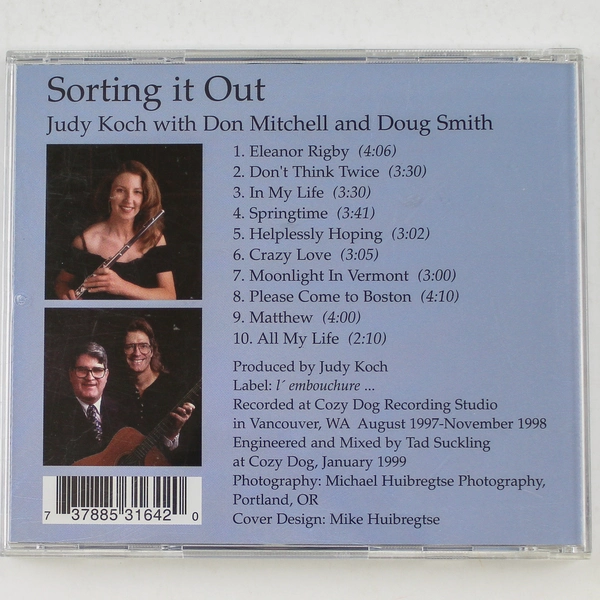 Sorting it Out
Judy Koch with Don Mitchell and Doug Smith
1. Eleanor Rigby (4:06)
2. Don't Think Twice (3:30)
3. In My Life (3:30)
4. Springtime (3:41)
5. Helplessly Hoping (3:02)
6. Crazy Love (3:05)
7. Moonlight In Vermont (3:00)
8. Please Come to Boston (4:10)
9. Matthew (4:00)
10. All My Life (2:10)
Produced by Judy Koch
Label: l´ embouchure ...
Recorded at Cozy Dog Recording Studio
in Vancouver, WA August 1997-November 1998
Engineered and Mixed by Tad Suckling
at Cozy Dog, January 1999
Photography: Michael Huibregtse Photography,
Portland, OR
Cover Design: Mike Huibregtse
7 37885 31642 0